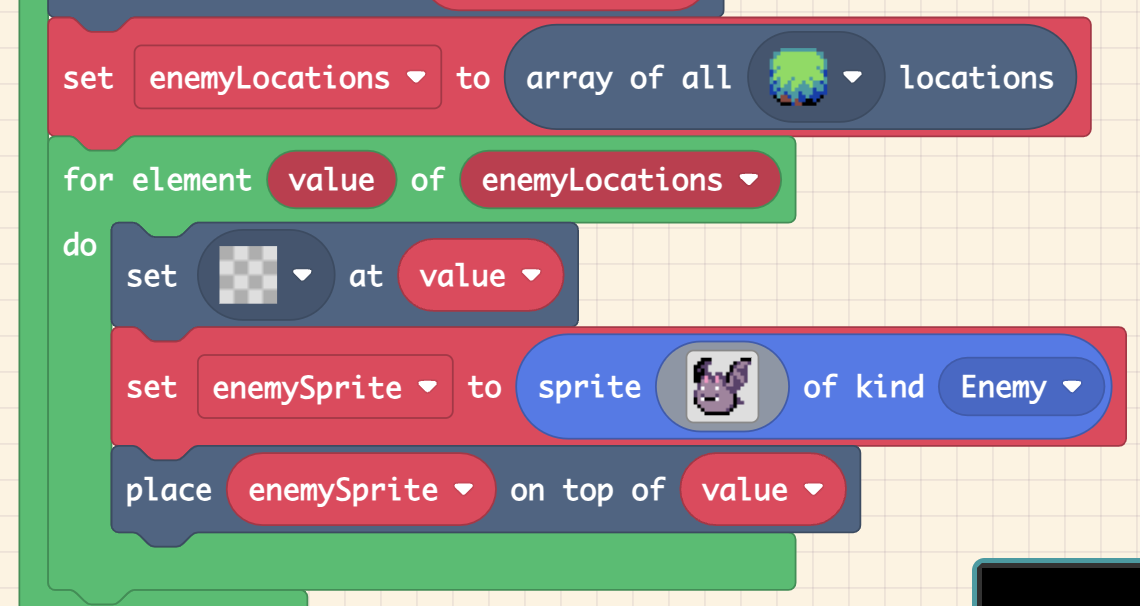 set enemyLocations to array of all locations
for element value of enemyLocations
do
set at value
set enemySprite to sprite of kind Enemy
place enemySprite on top of value